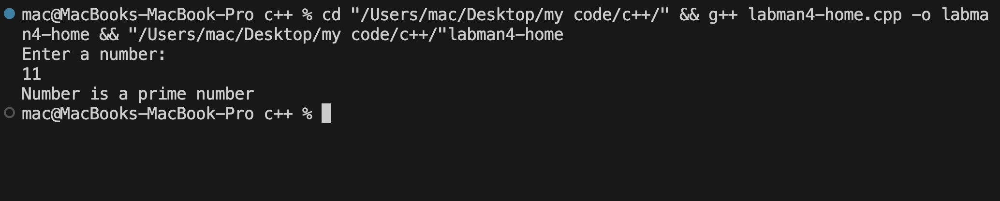 mac@MacBooks-MacBook-Pro c++ % cd "/Users/mac/Desktop/my code/c++/" && g++ labman4-home.cpp -o labma
n4-home && "/Users/mac/Desktop/my code/c++/"labman4-home
Enter a number:
11
Number is a prime number
mac@MacBooks-MacBook-Pro c++ %